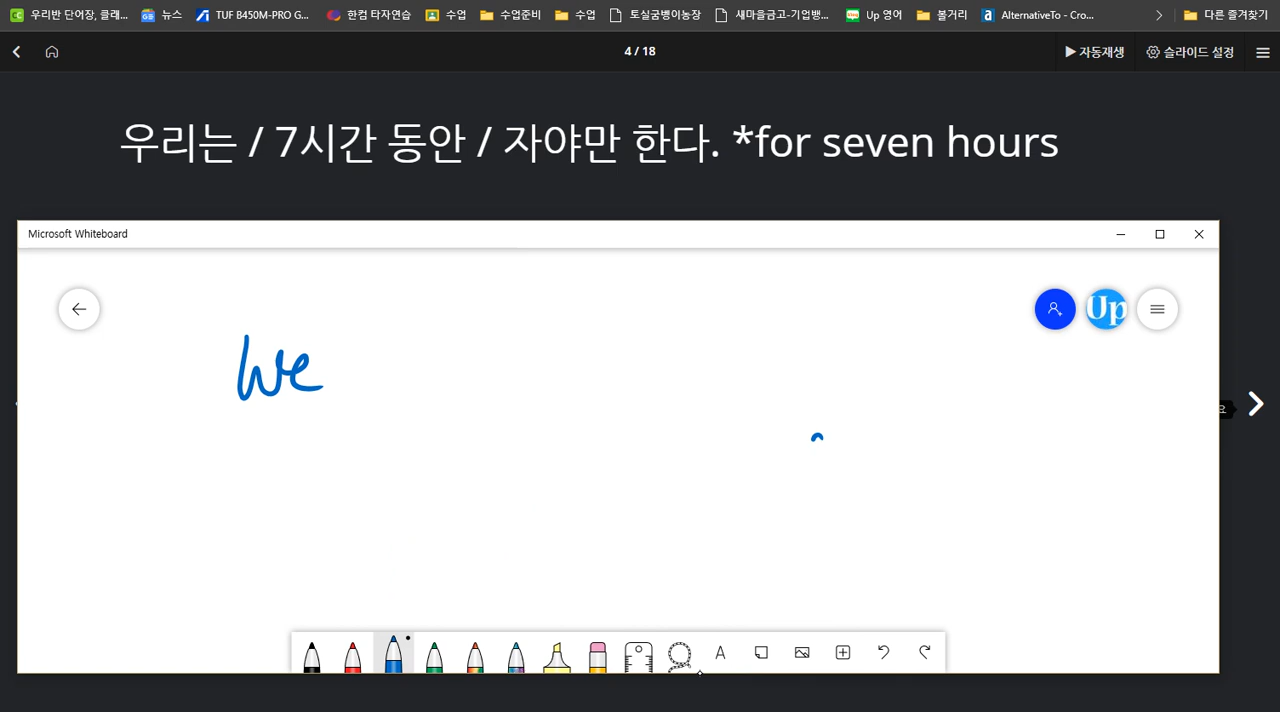 우리반 단어장, 클래... 뉴스 TUF B450M-PRO G... 한컴 타자연습 수업 수업준비 수업 토실굼벵이농장 새마을금고-기업뱅... Up 영어 볼거리 AlternativeTo - Cro... 다른 즐겨찾기
4 / 18 자동재생 슬라이드 설정
우리는 / 7시간 동안 / 자야만 한다. *for seven hours
Microsoft Whiteboard
Up
We
요
A